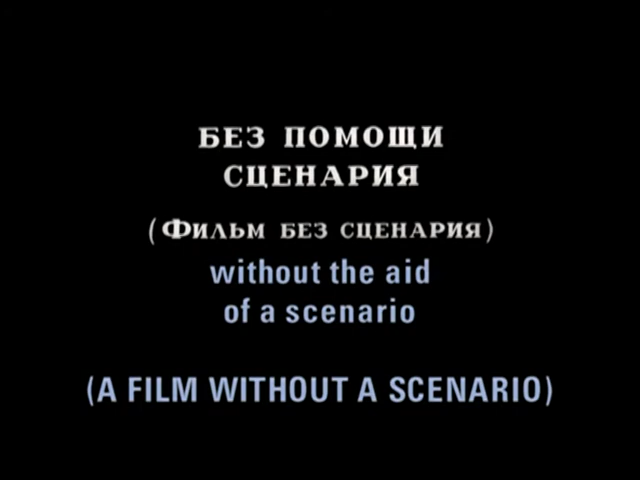 БЕЗ ПОМОЩИ
СЦЕНАРИЯ
(Фильм без сценария)
without the aid
of a scenario
(A FILM WITHOUT A SCENARIO)